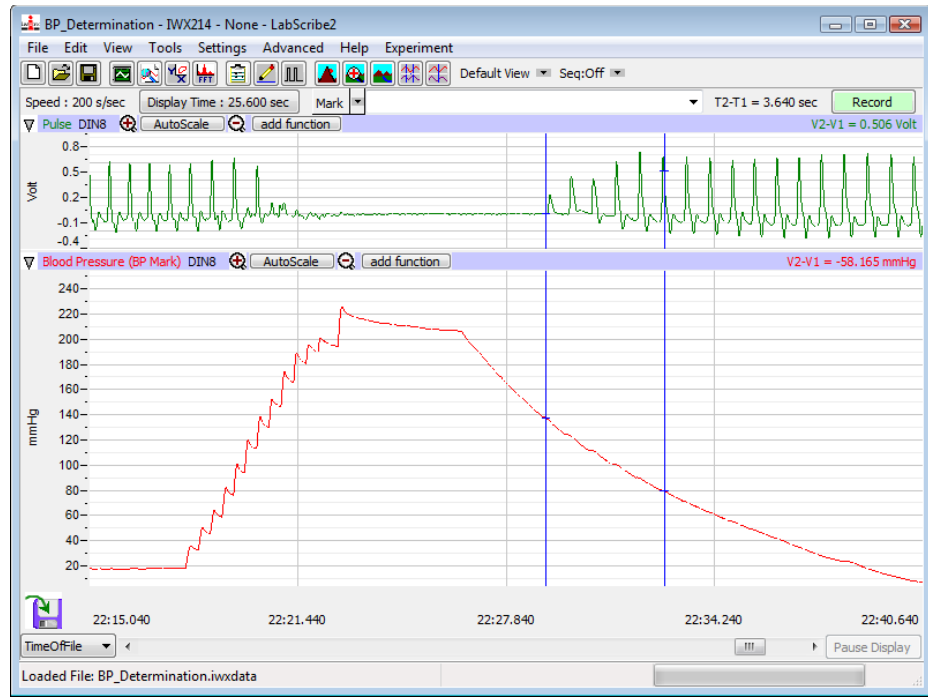 BP_Determination - IWX214 - None - LabScribe2
File Edit View Tools Settings Advanced Help Experiment
FFT Default View Seq:Off
Speed : 200 s/sec Display Time : 25.600 sec Mark T2-T1 = 3.640 sec Record
Pulse DIN8 AutoScale add function V2-V1 = 0.506 Volt
0.8
0.5
0.2
-0.1
-0.4
Volt
Blood Pressure (BP Mark) DIN8 AutoScale add function V2-V1 = -58.165 mmHg
240
220
200
180
160
140
120
100
80
60
40
20
mmHg
22:15.040 22:21.440 22:27.840 22:34.240 22:40.640
TimeOfFile Pause Display
Loaded File: BP_Determination.iwxdata